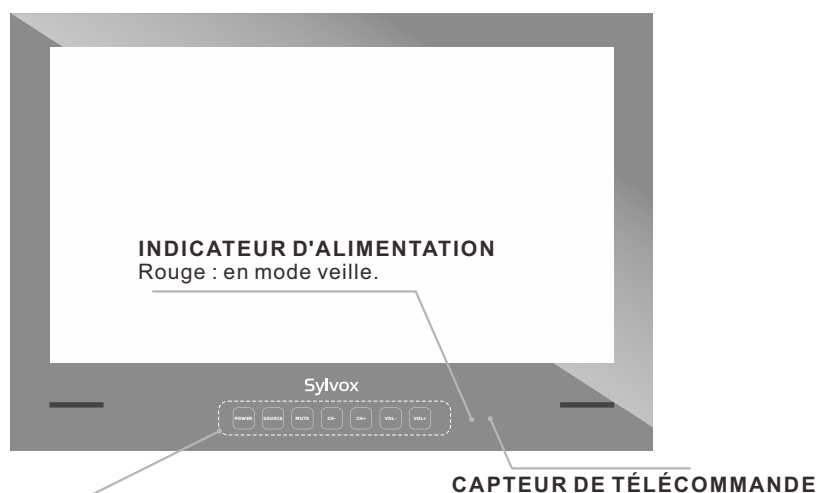 INDICATEUR D'ALIMENTATION
Rouge : en mode veille.
Sylvox
POWER SOURCE MUTE CH- CH+ VOL- VOL+
CAPTEUR DE TÉLÉCOMMANDE